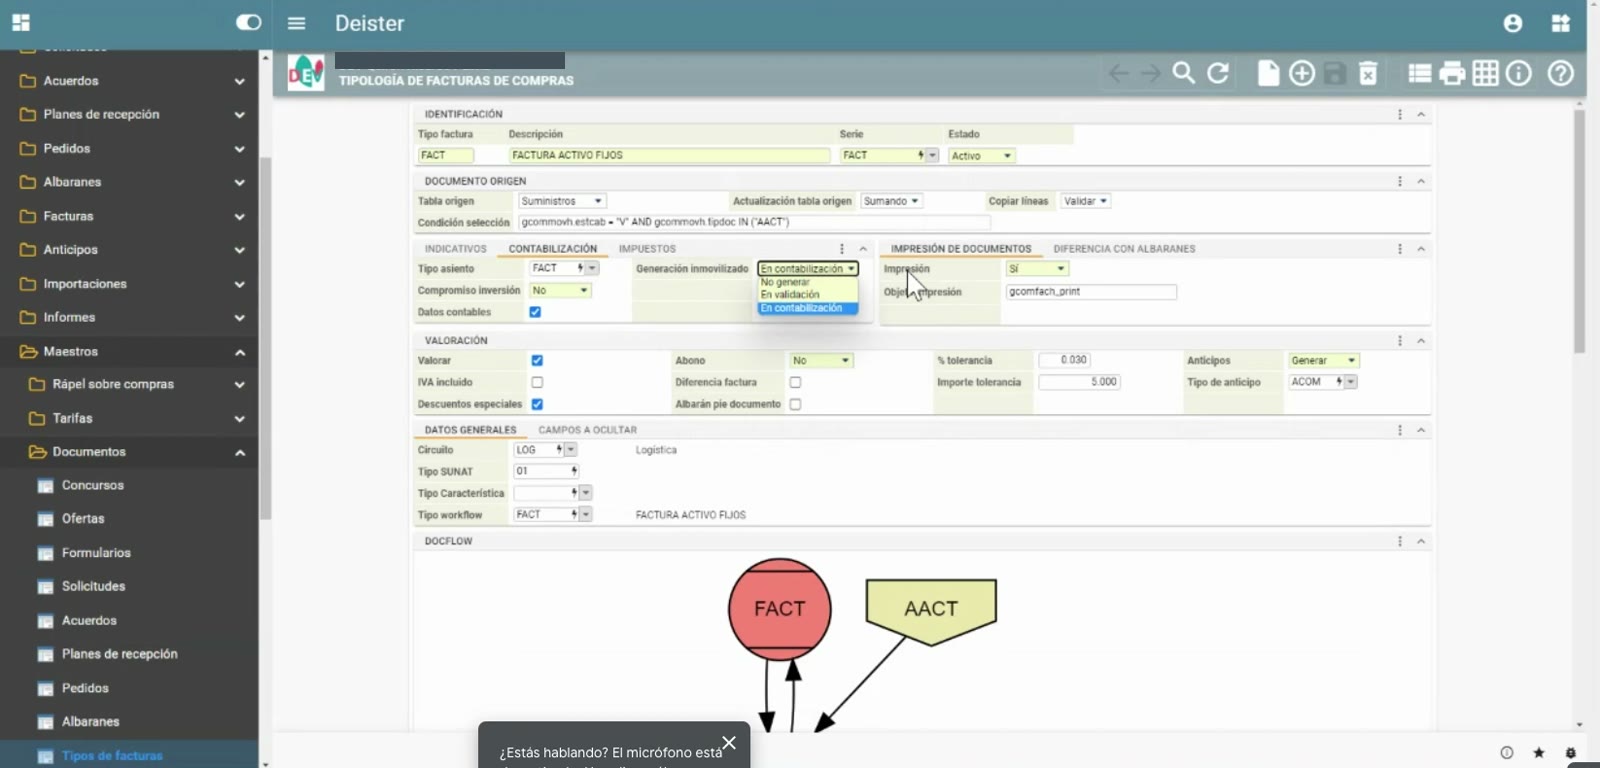 Deister
TIPOLOGÍA DE FACTURAS DE COMPRAS
Acuerdos
Planes de recepción
Pedidos
Albaranes
Facturas
Anticipos
Importaciones
Informes
Maestros
Rápel sobre compras
Tarifas
Documentos
Concursos
Ofertas
Formularios
Solicitudes
Acuerdos
Planes de recepción
Pedidos
Albaranes
Tipos de facturas
IDENTIFICACIÓN
Tipo factura Descripción Serie Estado
FACT FACTURA ACTIVO FIJOS FACT Activo
DOCUMENTO ORIGEN
Tabla origen Suministros Actualización tabla origen Sumando Copiar líneas Validar
Condición selección gcommovh.estcab = "V" AND gcommovh.tipdoc IN ("AACT")
INDICATIVOS CONTABILIZACIÓN IMPUESTOS
Tipo asiento FACT Generación inmovilizado En contabilización
No generar
En validación
En contabilización
Compromiso inversión No
Datos contables
IMPRESIÓN DE DOCUMENTOS DIFERENCIA CON ALBARANES
Impresión Sí
gcomfach_print
VALORACIÓN
Valorar Abono No % tolerancia 0.030 Anticipos Generar
IVA incluido Diferencia factura Importe tolerancia 5.000 Tipo de anticipo ACOM
Descuentos especiales Albarán pie documento
DATOS GENERALES CAMPOS A OCULTAR
Circuito LOG Logística
Tipo SUNAT 01
Tipo Característica
Tipo workflow FACT FACTURA ACTIVO FIJOS
DOCFLOW
FACT AACT
¿Estás hablando? El micrófono está